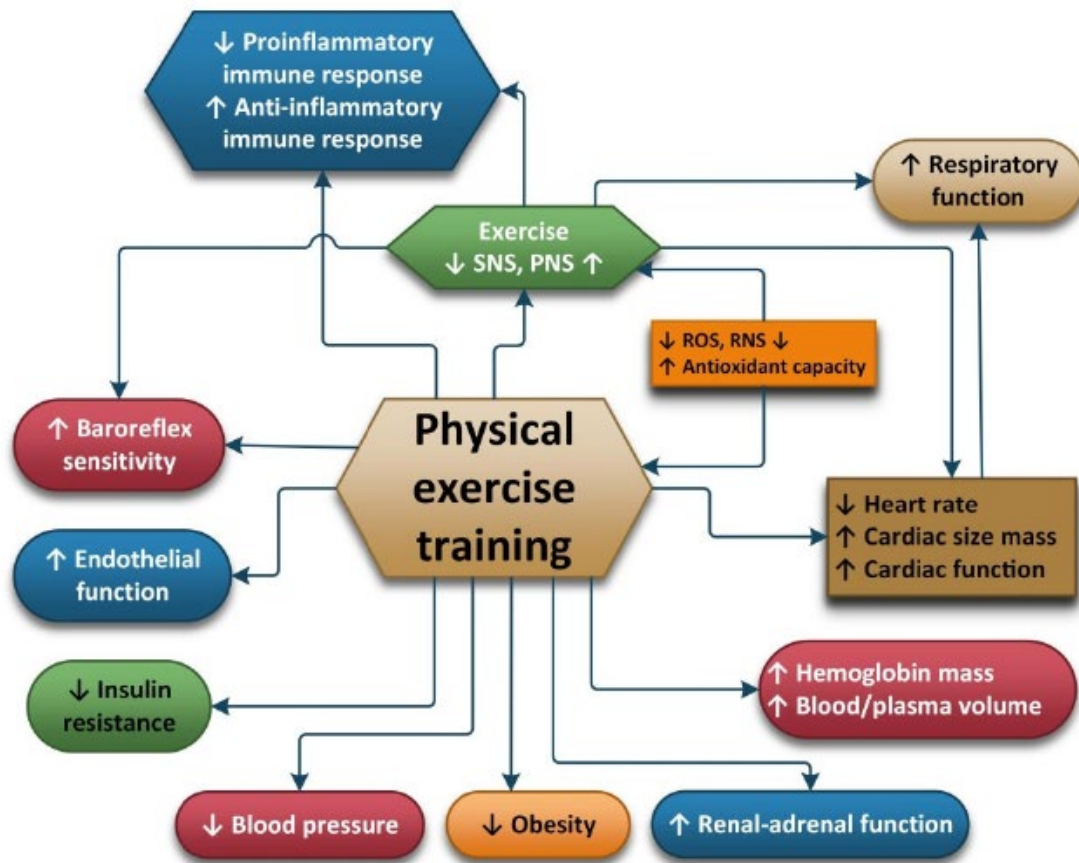 ↓ Proinflammatory
immune response
↑ Anti-inflammatory
immune response
↑ Respiratory
function
Exercise
↓ SNS, PNS ↑
↓ ROS, RNS ↓
↑ Antioxidant capacity
↑ Baroreflex
sensitivity
Physical
exercise
training
↓ Heart rate
↑ Cardiac size mass
↑ Cardiac function
↑ Endothelial
function
↓ Insulin
resistance
↑ Hemoglobin mass
↑ Blood/plasma volume
↓ Blood pressure
↓ Obesity
↑ Renal-adrenal function